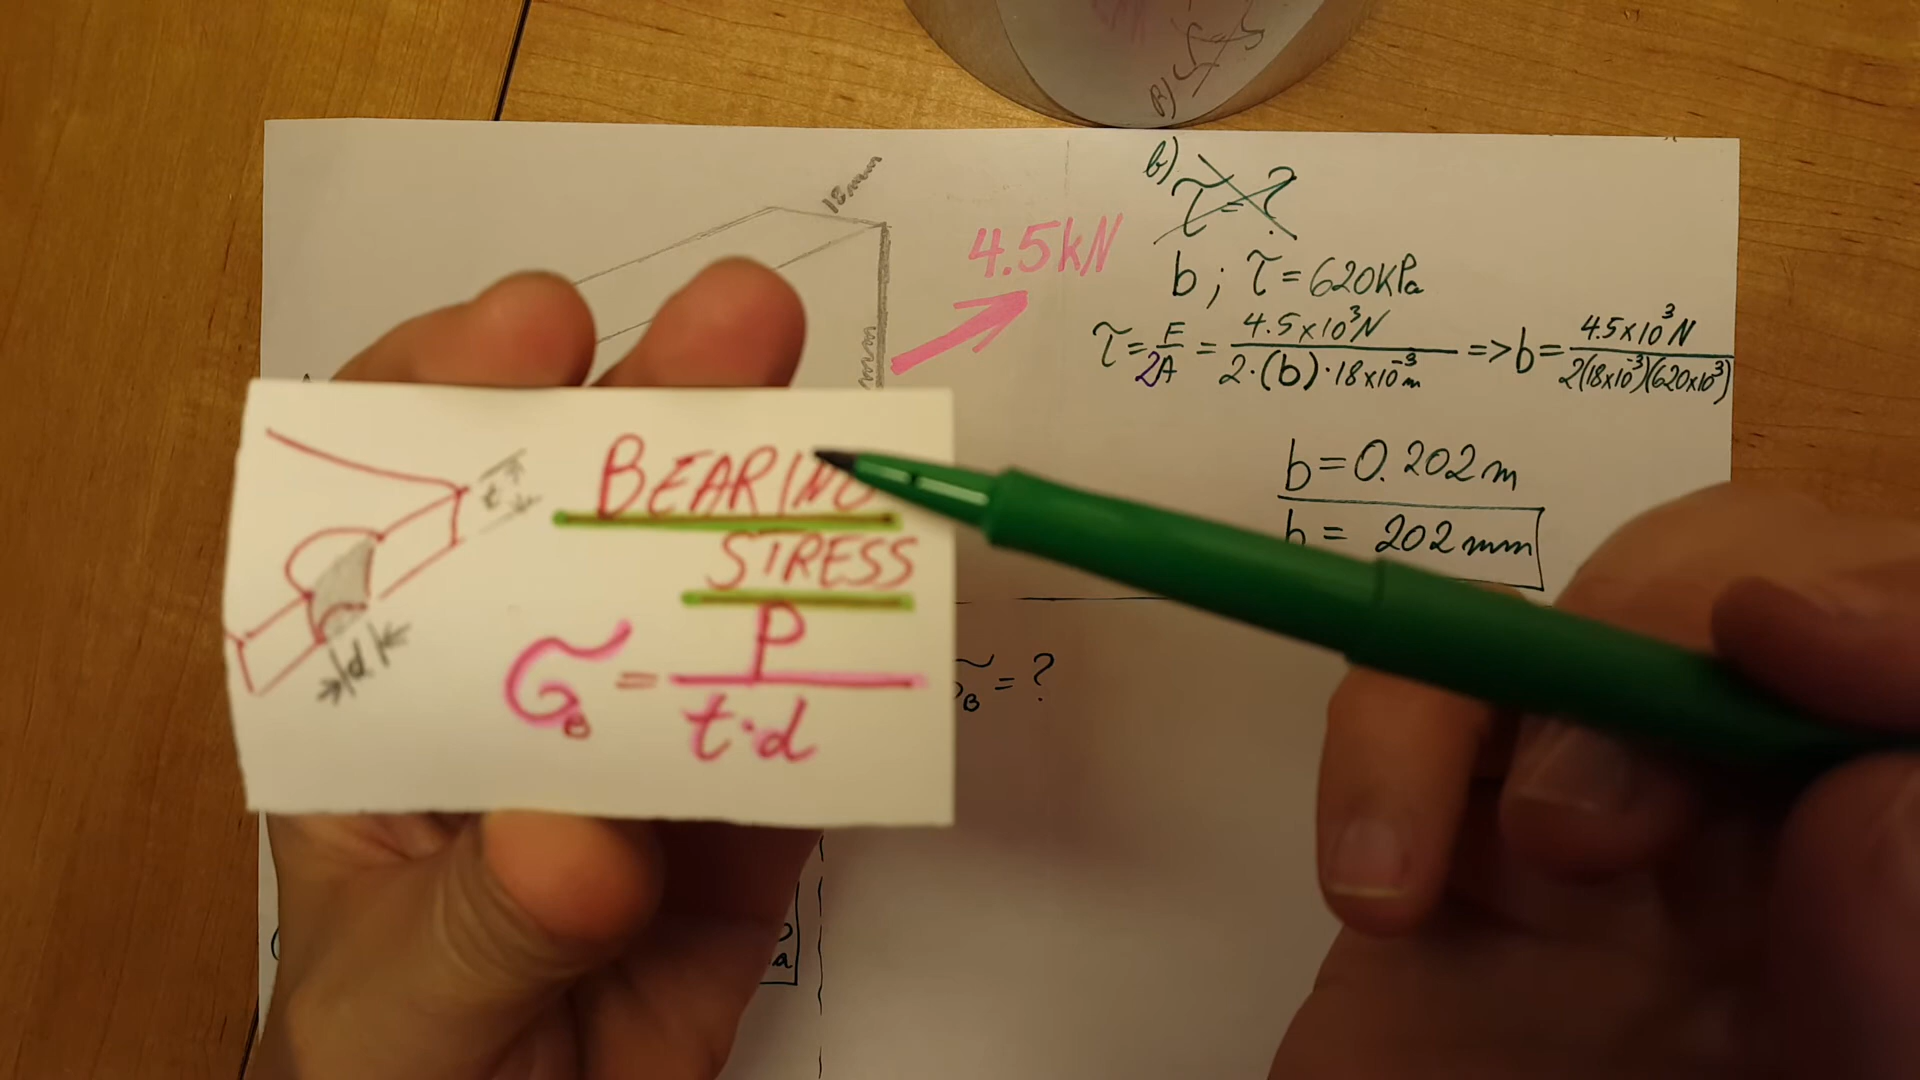 18mm
4.5kN
mm
b)
τ=?
b ; τ=620kPa
τ=F/2A = 4.5x10³N / 2·(b)·18x10⁻³m => b= 4.5x10³N / 2(18x10⁻³)(620x10³)
b=0.202m
b = 202mm
BEARING
STRESS
σB = P / t·d
t
d
σB = ?
a